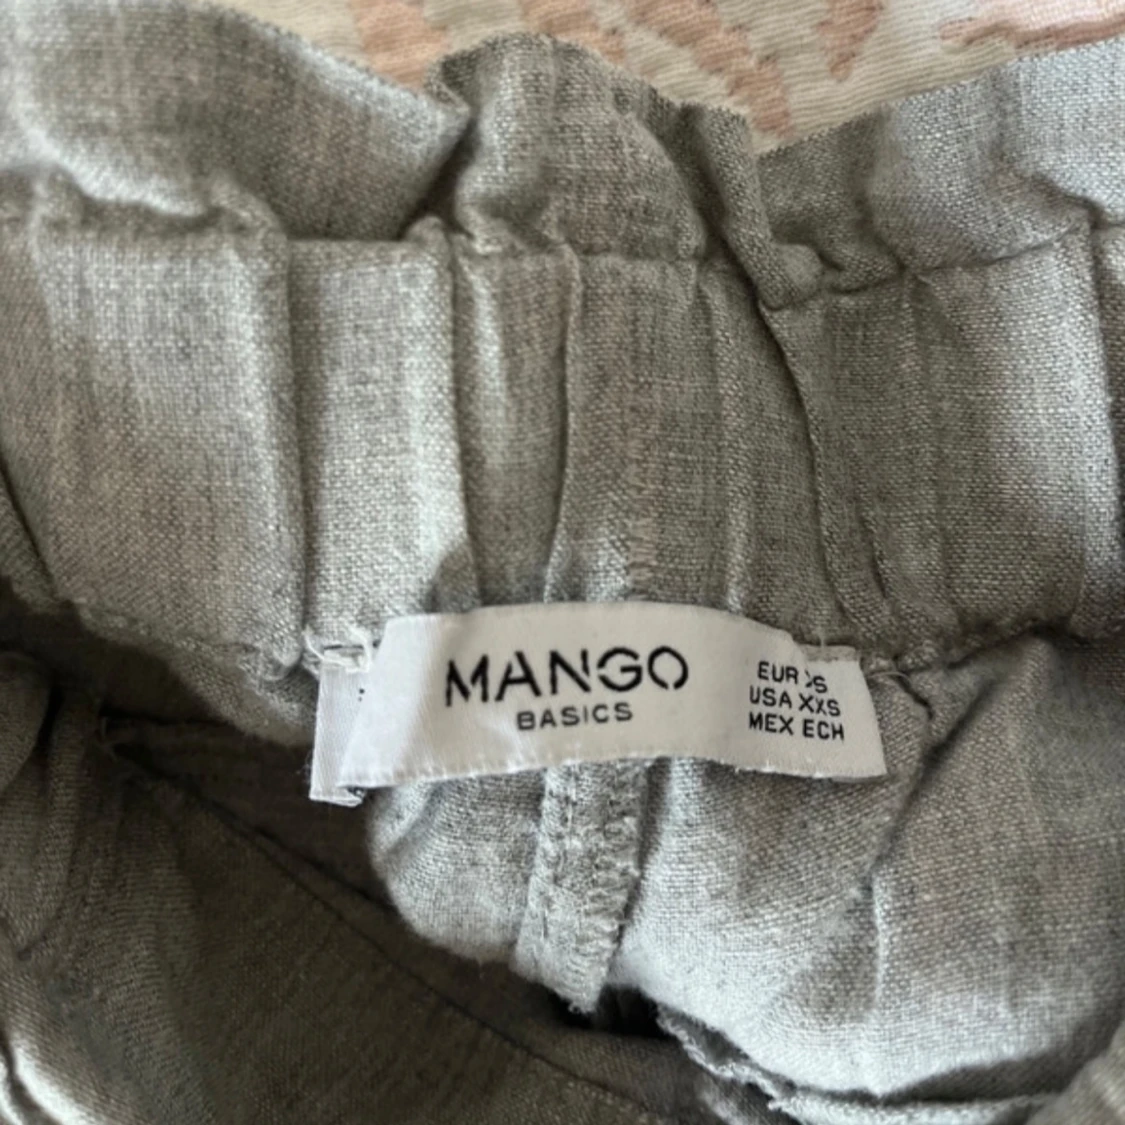 MANGO
BASICS
EUR XS
USA XXS
MEX ECH